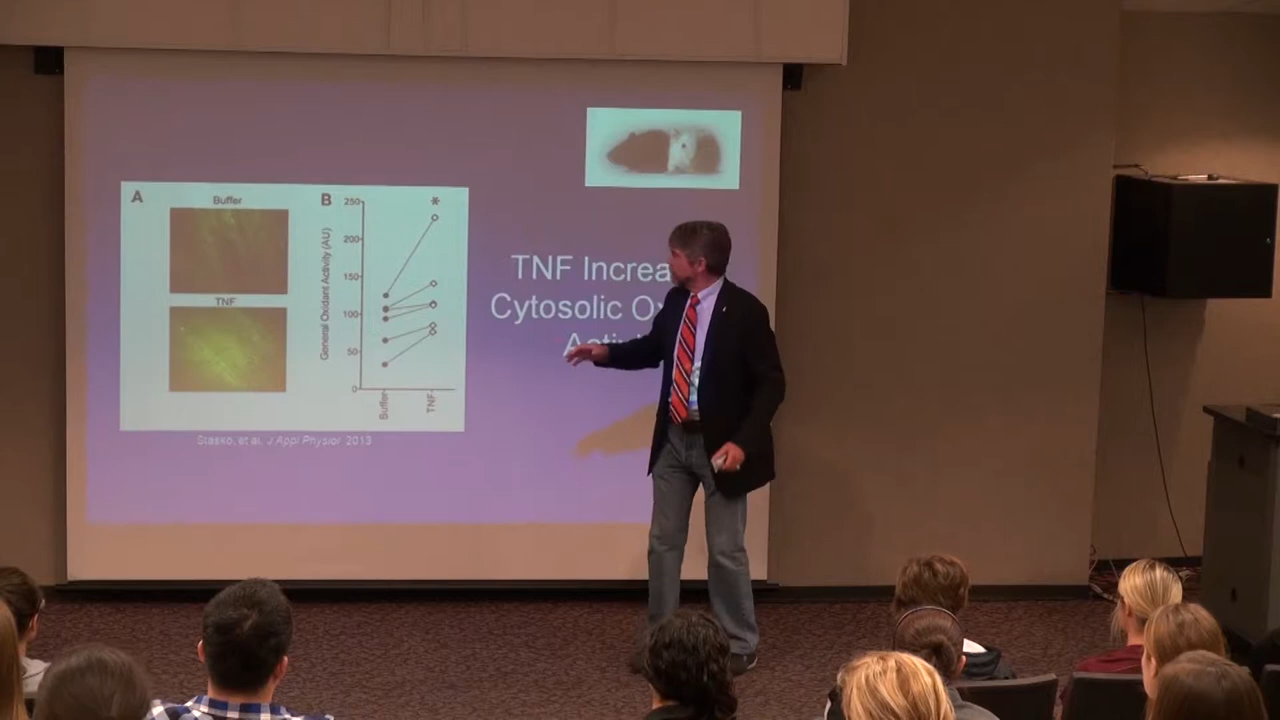 A
Buffer
TNF
B
250
200
150
100
50
0
General Oxidant Activity (AU)
*
Buffer
TNF
Stasko, et al. J Appl Physiol 2013
TNF Increa
Cytosolic O